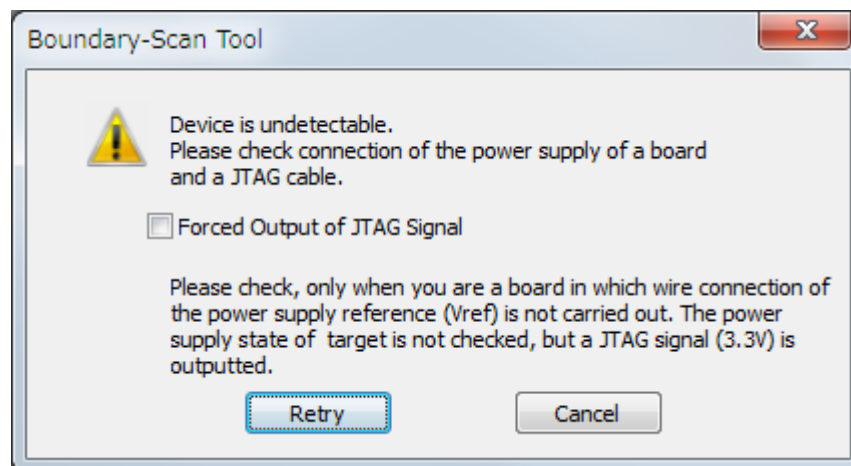 Boundary-Scan Tool
Device is undetectable.
Please check connection of the power supply of a board
and a JTAG cable.
Forced Output of JTAG Signal
Please check, only when you are a board in which wire connection of
the power supply reference (Vref) is not carried out. The power
supply state of target is not checked, but a JTAG signal (3.3V) is
outputted.
Retry
Cancel